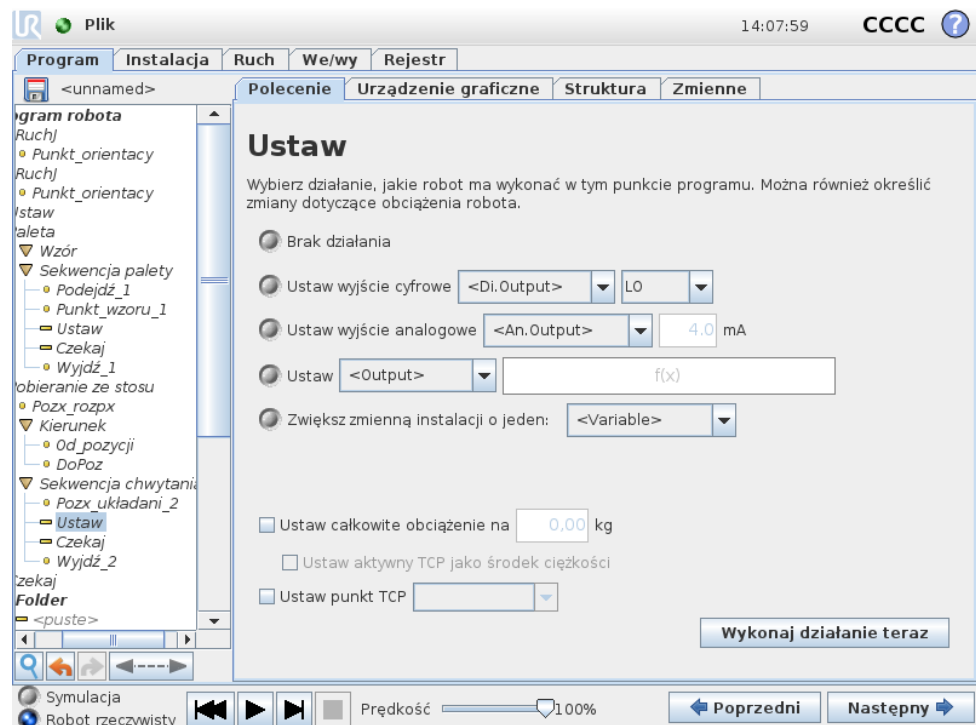 UR Plik 14:07:59 CCCC ?
Program Instalacja Ruch We/wy Rejestr
<unnamed>
Polecenie Urządzenie graficzne Struktura Zmienne
ogram robota
RuchJ
Punkt_orientacy
RuchJ
Punkt_orientacy
Ustaw
aleta
Wzór
Sekwencja palety
Podejdź_1
Punkt_wzoru_1
Ustaw
Czekaj
Wyjdź_1
obieranie ze stosu
Pozx_rozpx
Kierunek
Od_pozycji
DoPoz
Sekwencja chwytani
Pozx_układani_2
Ustaw
Czekaj
Wyjdź_2
Czekaj
Folder
<puste>
Ustaw
Wybierz działanie, jakie robot ma wykonać w tym punkcie programu. Można również określić
zmiany dotyczące obciążenia robota.
Brak działania
Ustaw wyjście cyfrowe <Di.Output> LO
Ustaw wyjście analogowe <An.Output> 4.0 mA
Ustaw <Output> f(x)
Zwiększ zmienną instalacji o jeden: <Variable>
Ustaw całkowite obciążenie na 0,00 kg
Ustaw aktywny TCP jako środek ciężkości
Ustaw punkt TCP
Wykonaj działanie teraz
Symulacja
Robot rzeczywisty
Prędkość 100%
Poprzedni Następny